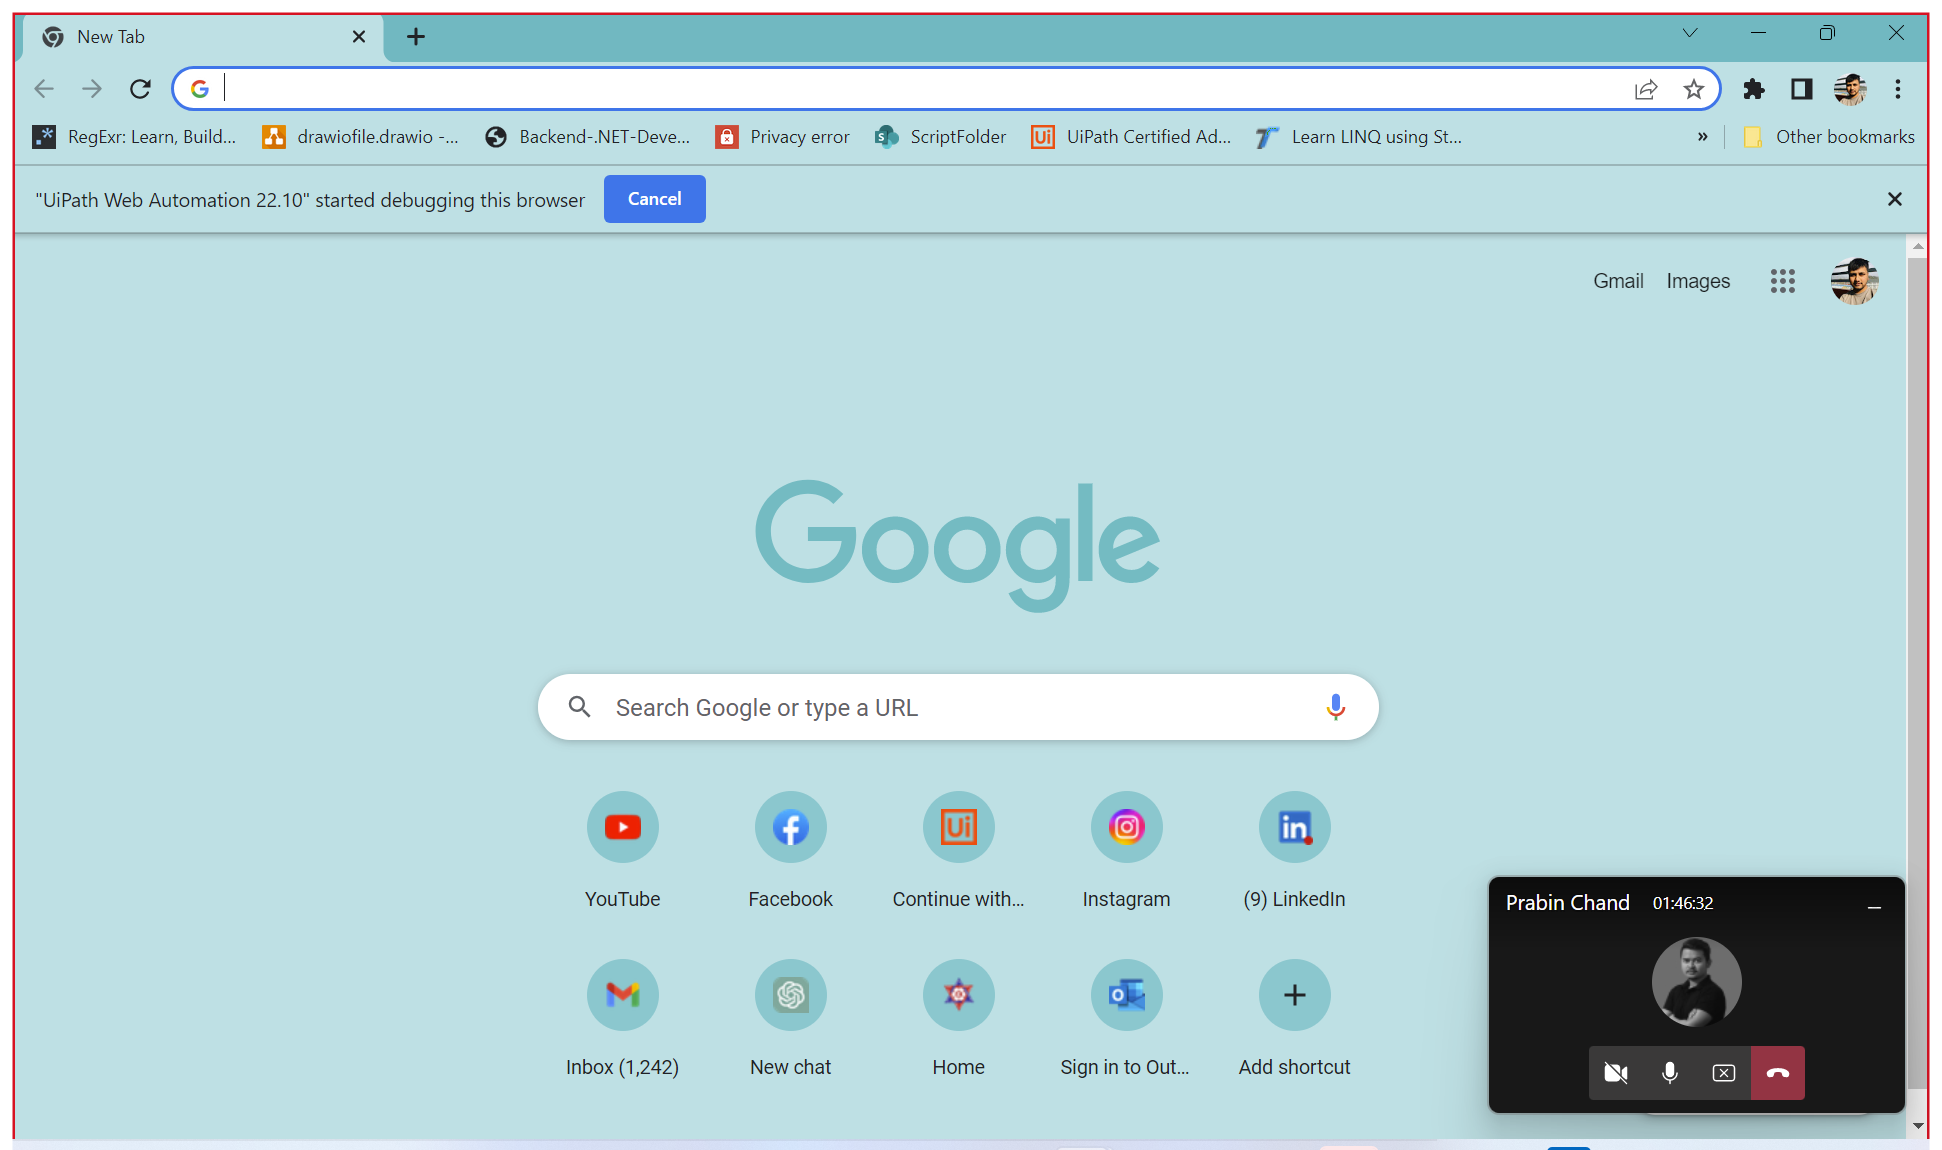 New Tab
RegExr: Learn, Build...
drawiofile.drawio -...
Backend-.NET-Deve...
Privacy error
ScriptFolder
UiPath Certified Ad...
Learn LINQ using St...
»
Other bookmarks
"UiPath Web Automation 22.10" started debugging this browser
Cancel
Gmail
Images
Google
Search Google or type a URL
YouTube
Facebook
Continue with...
Instagram
(9) LinkedIn
Inbox (1,242)
New chat
Home
Sign in to Out...
Add shortcut
Prabin Chand 01:46:32